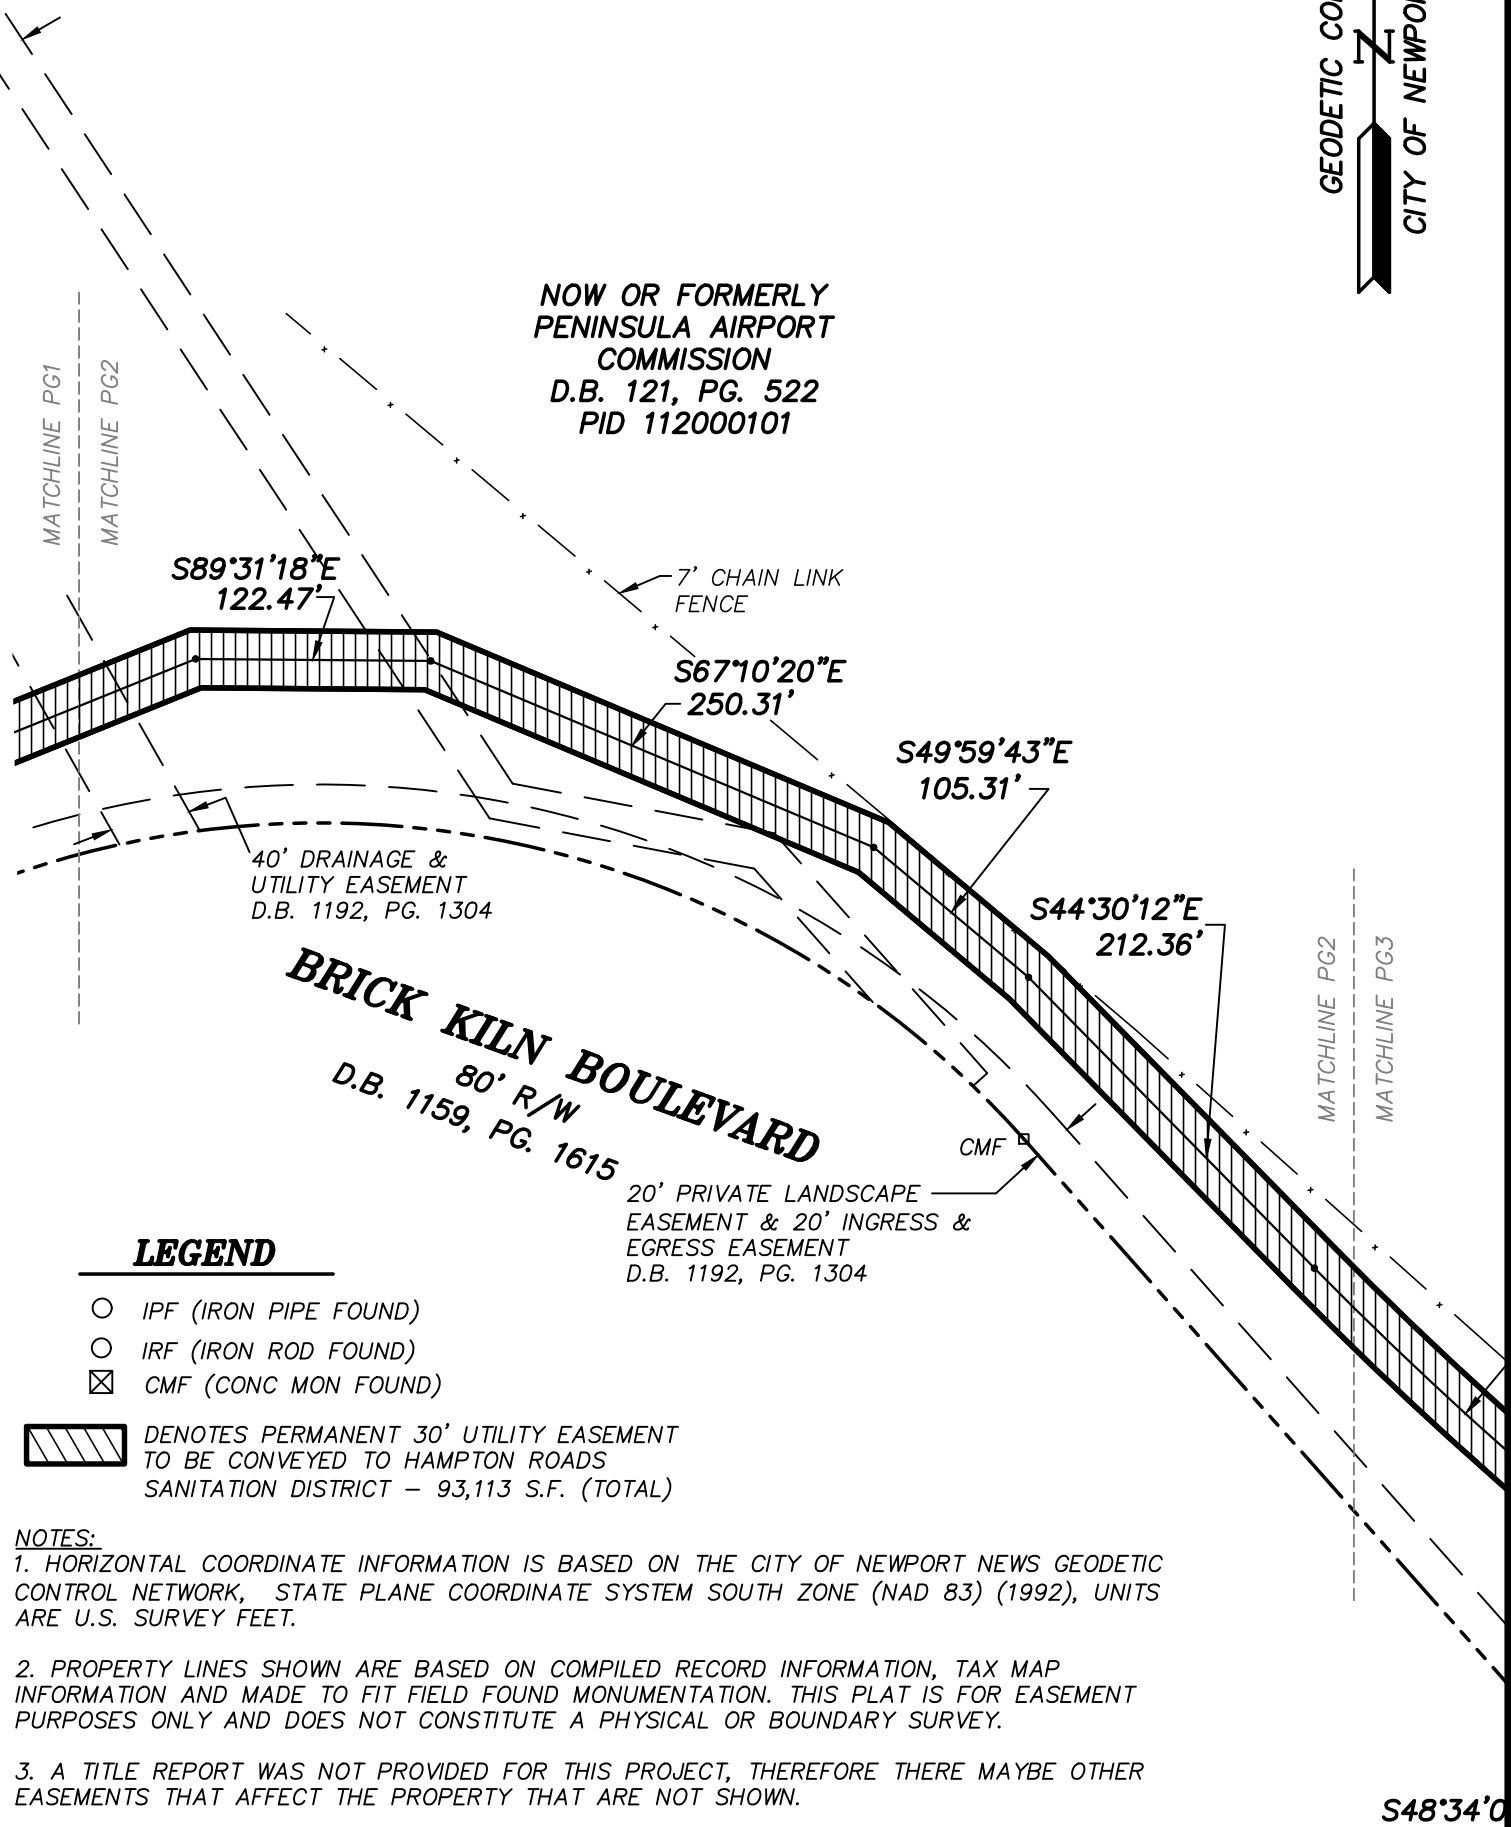 GEODETIC CO
N
CITY OF NEWPO
NOW OR FORMERLY
PENINSULA AIRPORT
COMMISSION
D.B. 121, PG. 522
PID 112000101
MATCHLINE PG1
MATCHLINE PG2
S89°31'18"E
122.47'
7' CHAIN LINK
FENCE
S67°10'20"E
250.31'
S49°59'43"E
105.31'
S44°30'12"E
212.36'
MATCHLINE PG2
MATCHLINE PG3
40' DRAINAGE &
UTILITY EASEMENT
D.B. 1192, PG. 1304
BRICK KILN BOULEVARD
80' R/W
D.B. 1159, PG. 1615
CMF
20' PRIVATE LANDSCAPE
EASEMENT & 20' INGRESS &
EGRESS EASEMENT
D.B. 1192, PG. 1304
LEGEND
IPF (IRON PIPE FOUND)
IRF (IRON ROD FOUND)
CMF (CONC MON FOUND)
DENOTES PERMANENT 30' UTILITY EASEMENT
TO BE CONVEYED TO HAMPTON ROADS
SANITATION DISTRICT – 93,113 S.F. (TOTAL)
NOTES:
1. HORIZONTAL COORDINATE INFORMATION IS BASED ON THE CITY OF NEWPORT NEWS GEODETIC
CONTROL NETWORK, STATE PLANE COORDINATE SYSTEM SOUTH ZONE (NAD 83) (1992), UNITS
ARE U.S. SURVEY FEET.
2. PROPERTY LINES SHOWN ARE BASED ON COMPILED RECORD INFORMATION, TAX MAP
INFORMATION AND MADE TO FIT FIELD FOUND MONUMENTATION. THIS PLAT IS FOR EASEMENT
PURPOSES ONLY AND DOES NOT CONSTITUTE A PHYSICAL OR BOUNDARY SURVEY.
3. A TITLE REPORT WAS NOT PROVIDED FOR THIS PROJECT, THEREFORE THERE MAYBE OTHER
EASEMENTS THAT AFFECT THE PROPERTY THAT ARE NOT SHOWN.
S48°34'0